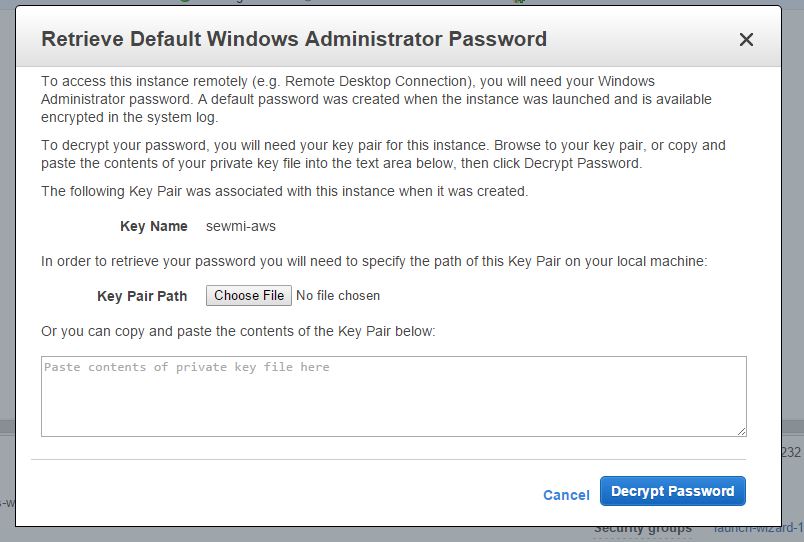 Retrieve Default Windows Administrator Password
To access this instance remotely (e.g. Remote Desktop Connection), you will need your Windows
Administrator password. A default password was created when the instance was launched and is available
encrypted in the system log.
To decrypt your password, you will need your key pair for this instance. Browse to your key pair, or copy and
paste the contents of your private key file into the text area below, then click Decrypt Password.
The following Key Pair was associated with this instance when it was created.
Key Name sewmi-aws
In order to retrieve your password you will need to specify the path of this Key Pair on your local machine:
Key Pair Path Choose File No file chosen
Or you can copy and paste the contents of the Key Pair below:
Paste contents of private key file here
232
Cancel Decrypt Password
s-w
Security groups launch-wizard-1